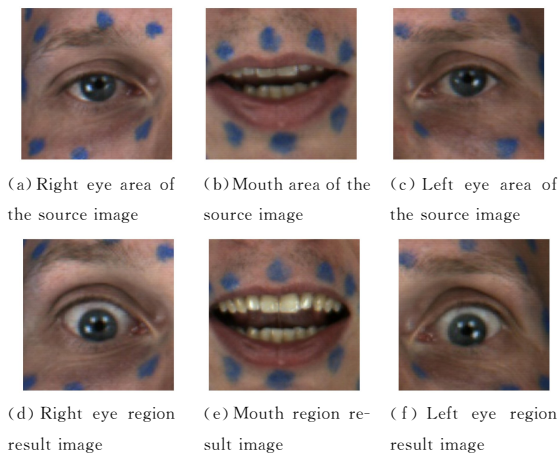 (a) Right eye area of
the source image
(b) Mouth area of the
source image
(c) Left eye area of
the source image
(d) Right eye region
result image
(e) Mouth region re-
sult image
(f) Left eye region
result image